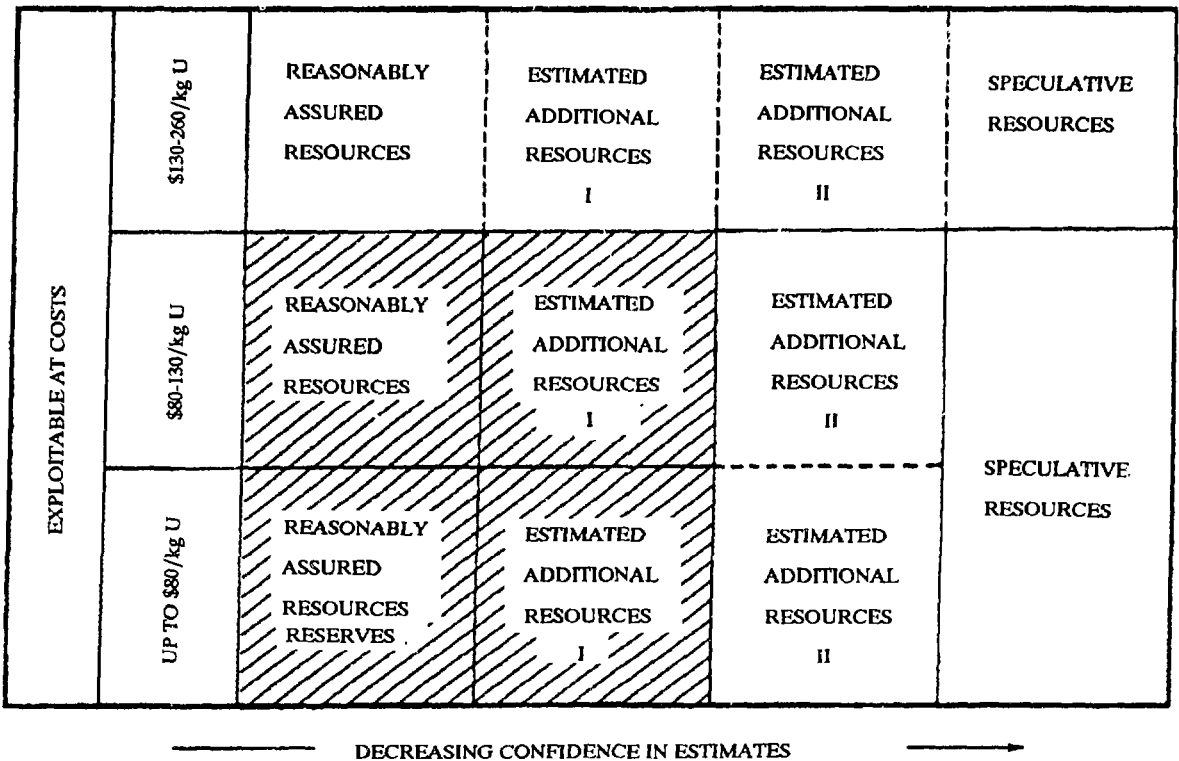 EXPLOITABLE AT COSTS
$130-260/kg U
REASONABLY
ASSURED
RESOURCES
ESTIMATED
ADDITIONAL
RESOURCES
I
ESTIMATED
ADDITIONAL
RESOURCES
II
SPECULATIVE
RESOURCES
$80-130/kg U
REASONABLY
ASSURED
RESOURCES
ESTIMATED
ADDITIONAL
RESOURCES
I
ESTIMATED
ADDITIONAL
RESOURCES
II
SPECULATIVE
RESOURCES
UP TO $80/kg U
REASONABLY
ASSURED
RESOURCES
RESERVES
ESTIMATED
ADDITIONAL
RESOURCES
I
ESTIMATED
ADDITIONAL
RESOURCES
II
DECREASING CONFIDENCE IN ESTIMATES